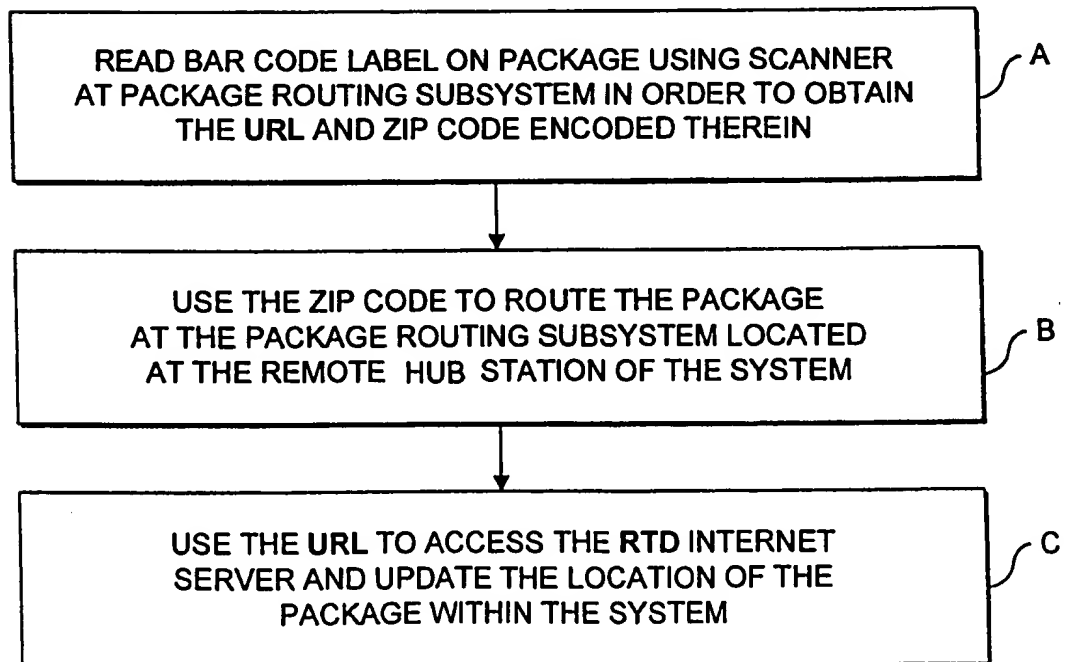 READ BAR CODE LABEL ON PACKAGE USING SCANNER
AT PACKAGE ROUTING SUBSYSTEM IN ORDER TO OBTAIN
THE URL AND ZIP CODE ENCODED THEREIN
A
USE THE ZIP CODE TO ROUTE THE PACKAGE
AT THE PACKAGE ROUTING SUBSYSTEM LOCATED
AT THE REMOTE HUB STATION OF THE SYSTEM
B
USE THE URL TO ACCESS THE RTD INTERNET
SERVER AND UPDATE THE LOCATION OF THE
PACKAGE WITHIN THE SYSTEM
C